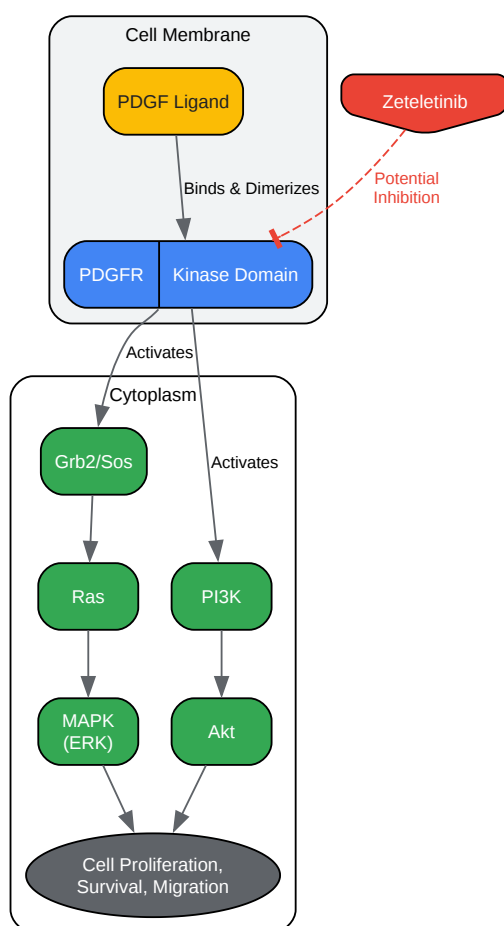 Cell Membrane
PDGF Ligand
Zeteletinib
Binds & Dimerizes
Potential
Inhibition
PDGFR
Kinase Domain
Activates
Cytoplasm
Grb2/Sos
Activates
Ras
PI3K
MAPK
(ERK)
Akt
Cell Proliferation,
Survival, Migration